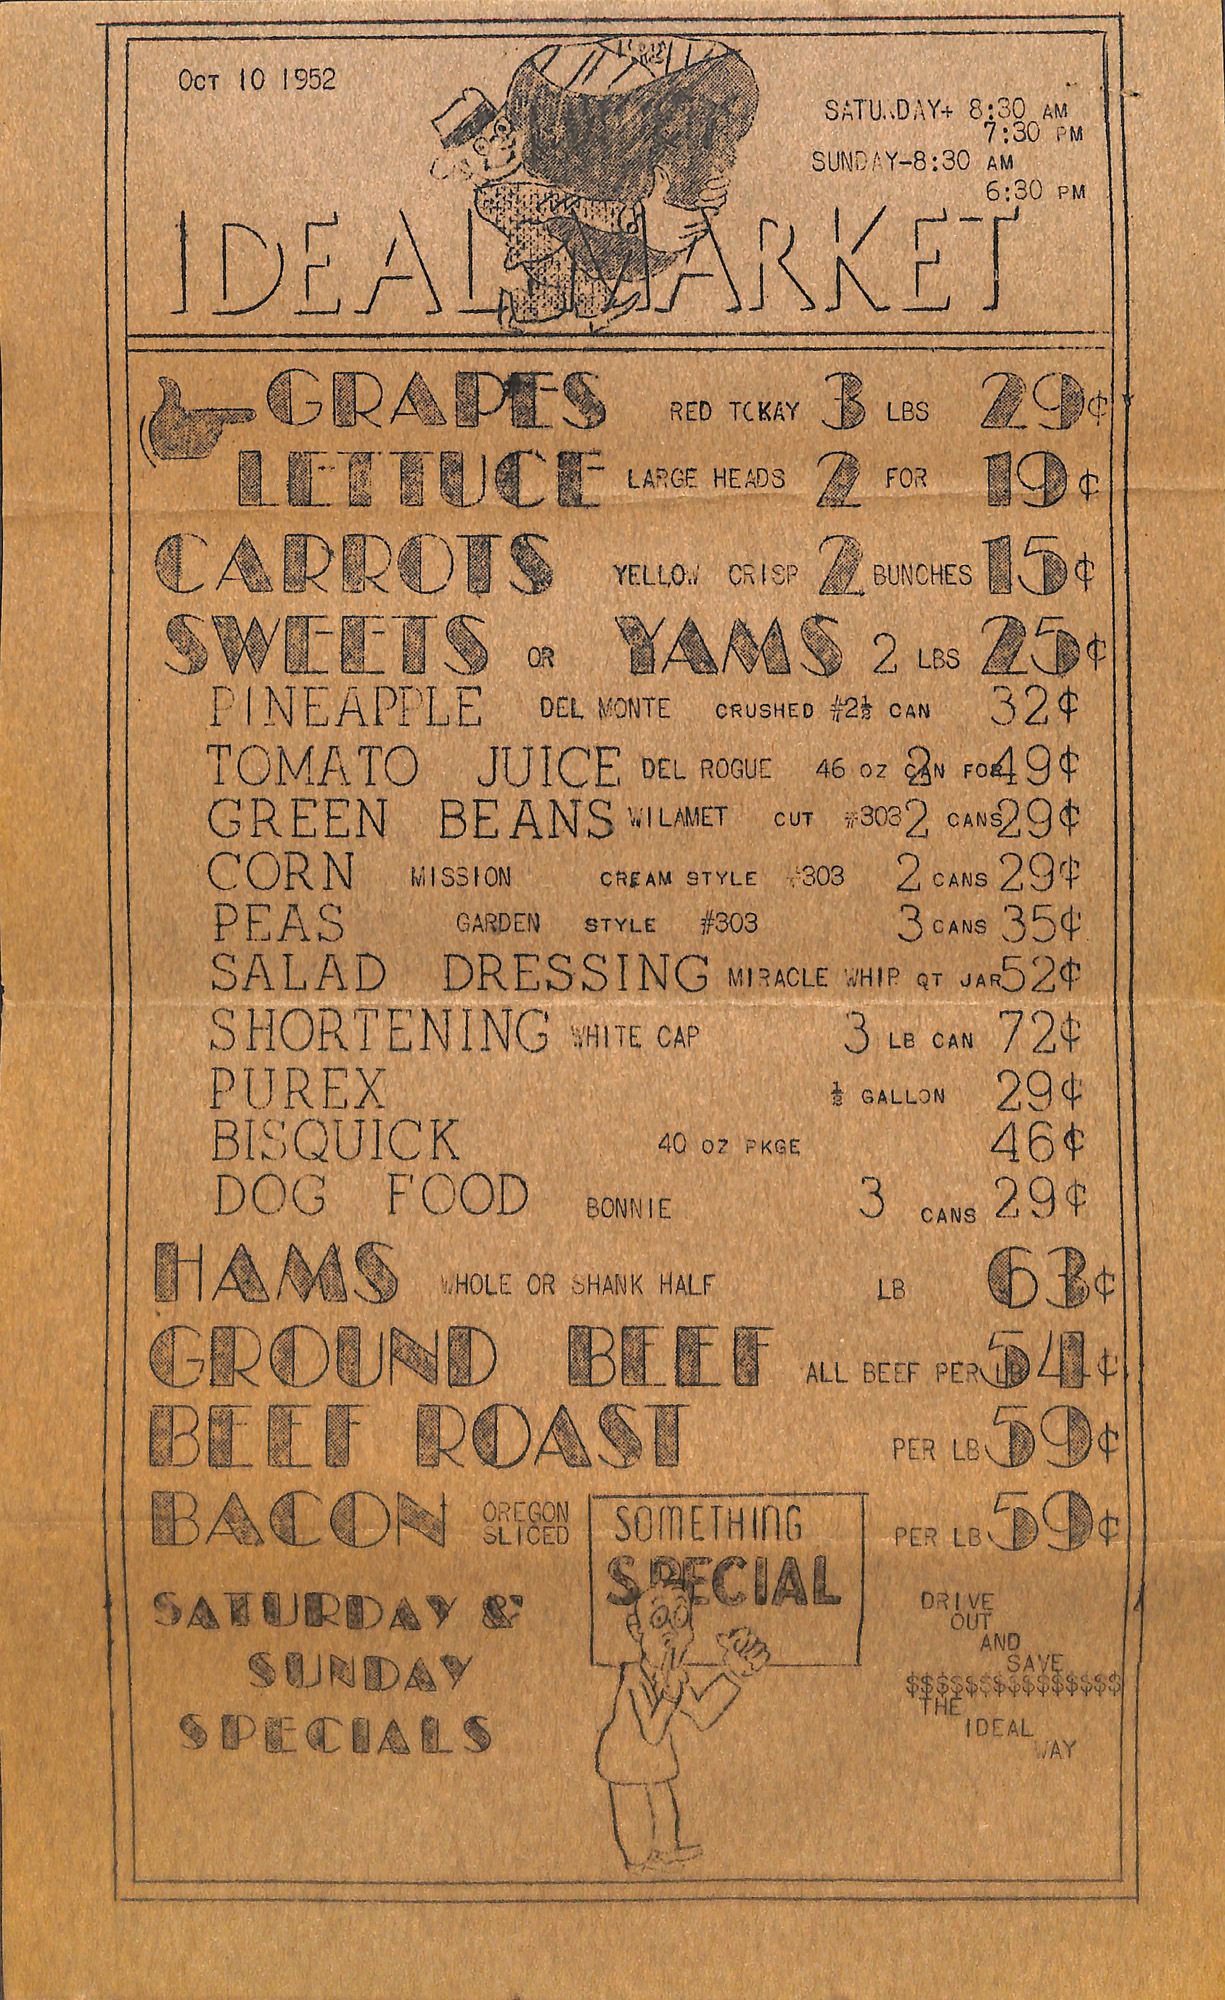 OCT 10 1952
SATURDAY+ 8:30 AM
7:30 PM
SUNDAY-8:30 AM
6:30 PM
IDEAL MARKET
GRAPES RED TOKAY 3 LBS 29¢
LETTUCE LARGE HEADS 2 FOR 19¢
CARROTS YELLOW CRISP 2 BUNCHES 15¢
SWEETS OR YAMS 2 LBS 25¢
PINEAPPLE DEL MONTE CRUSHED #2½ CAN 32¢
TOMATO JUICE DEL ROGUE 46 OZ CAN 2 FOR 49¢
GREEN BEANS WILAMET CUT #303 2 CANS 29¢
CORN MISSION CREAM STYLE #303 2 CANS 29¢
PEAS GARDEN STYLE #303 3 CANS 35¢
SALAD DRESSING MIRACLE WHIP QT JAR 52¢
SHORTENING WHITE CAP 3 LB CAN 72¢
PUREX ½ GALLON 29¢
BISQUICK 40 OZ PKGE 46¢
DOG FOOD BONNIE 3 CANS 29¢
HAMS WHOLE OR SHANK HALF LB 63¢
GROUND BEEF ALL BEEF PER LB 54¢
BEEF ROAST PER LB 59¢
BACON OREGON SLICED PER LB 59¢
SOMETHING
SPECIAL
SATURDAY &
SUNDAY
SPECIALS
DRIVE
OUT
AND
SAVE
$$$$$$$$$$$$$$$
THE
IDEAL
WAY